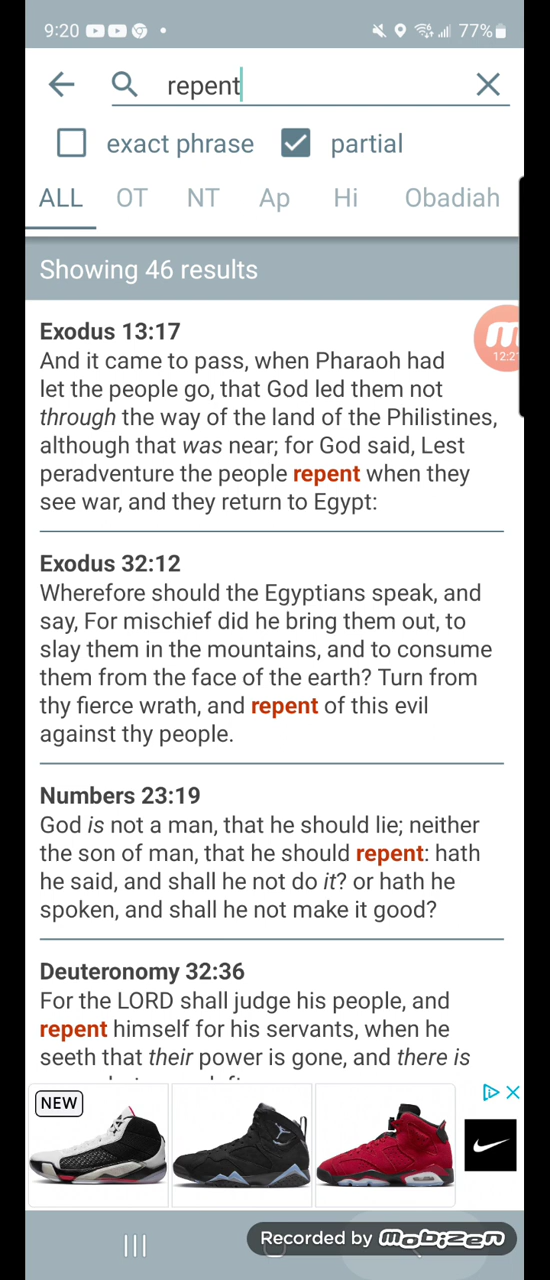 9:20 77%
repent
exact phrase partial
ALL OT NT Ap Hi Obadiah
Showing 46 results
Exodus 13:17
And it came to pass, when Pharaoh had
let the people go, that God led them not
through the way of the land of the Philistines,
although that was near; for God said, Lest
peradventure the people repent when they
see war, and they return to Egypt:
12:2
Exodus 32:12
Wherefore should the Egyptians speak, and
say, For mischief did he bring them out, to
slay them in the mountains, and to consume
them from the face of the earth? Turn from
thy fierce wrath, and repent of this evil
against thy people.
Numbers 23:19
God is not a man, that he should lie; neither
the son of man, that he should repent: hath
he said, and shall he not do it? or hath he
spoken, and shall he not make it good?
Deuteronomy 32:36
For the LORD shall judge his people, and
repent himself for his servants, when he
seeth that their power is gone, and there is
NEW
Recorded by Mobizen